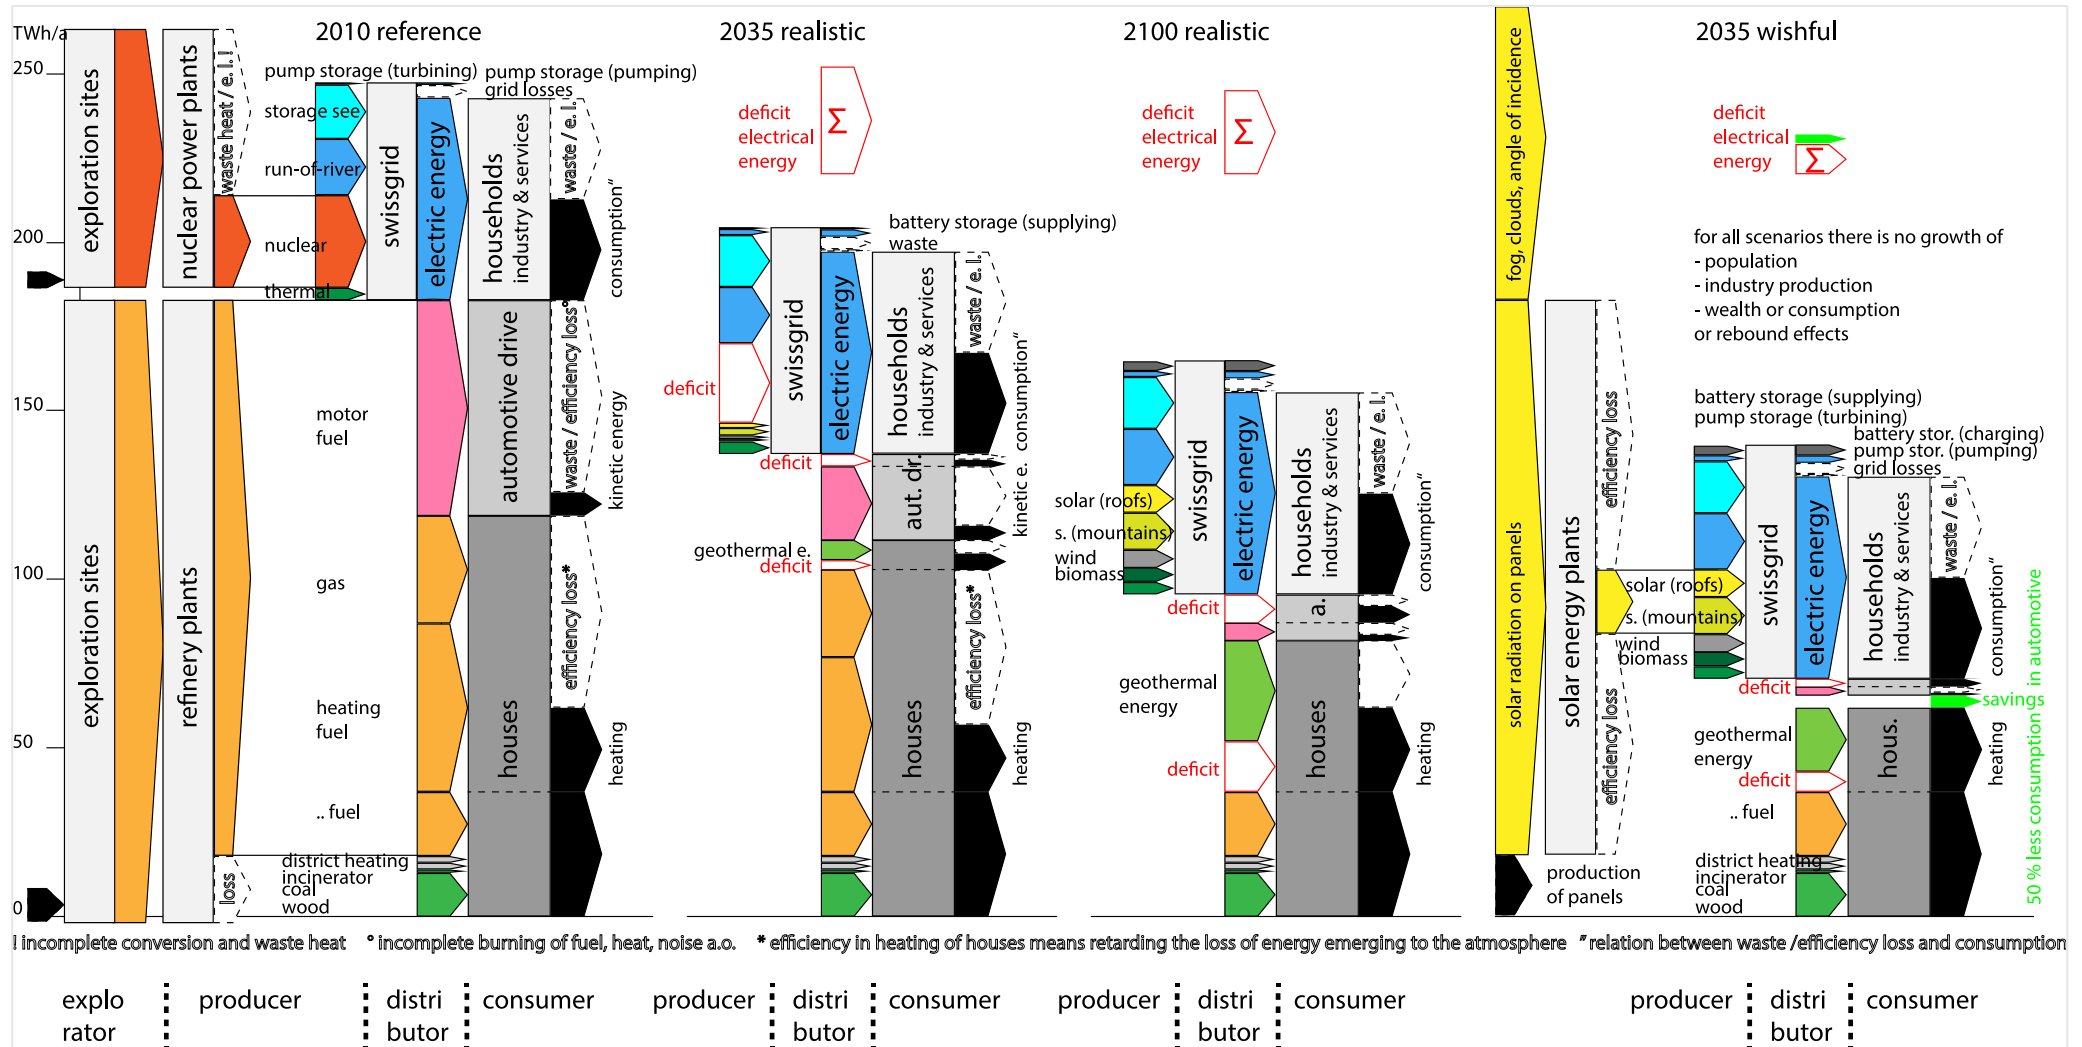 TWh/a
250
200
150
100
50
0
2010 reference
exploration sites
exploration sites
nuclear power plants
refinery plants
waste heat / e. l. !
loss
pump storage (turbining)
storage see
run-of-river
nuclear
thermal
swissgrid
pump storage (pumping)
grid losses
electric energy
households
industry & services
waste / e. l.
consumption"
motor
fuel
automotive drive
waste / efficiency loss°
kinetic energy
gas
heating
fuel
.. fuel
houses
efficiency loss*
heating
district heating
incinerator
coal
wood
2035 realistic
deficit
electrical
energy
Σ
battery storage (supplying)
waste
deficit
swissgrid
electric energy
households
industry & services
waste / e. l.
consumption"
deficit
aut. dr.
kinetic e.
geothermal e.
deficit
houses
efficiency loss*
heating
2100 realistic
deficit
electrical
energy
Σ
solar (roofs)
s. (mountains)
wind
biomass
swissgrid
electric energy
households
industry & services
waste / e. l.
consumption"
deficit
a.
geothermal
energy
deficit
houses
heating
fog, clouds, angle of incidence
solar radiation on panels
solar energy plants
efficiency loss
efficiency loss
production
of panels
2035 wishful
deficit
electrical
energy
Σ
for all scenarios there is no growth of
- population
- industry production
- wealth or consumption
or rebound effects
battery storage (supplying)
pump storage (turbining)
battery stor. (charging)
pump stor. (pumping)
grid losses
solar (roofs)
s. (mountains)
wind
biomass
swissgrid
electric energy
households
industry & services
waste / e. l.
consumption"
deficit
savings
50 % less consumption in automotive
geothermal
energy
deficit
.. fuel
hous.
heating
district heating
incinerator
coal
wood
! incomplete conversion and waste heat ° incomplete burning of fuel, heat, noise a.o. * efficiency in heating of houses means retarding the loss of energy emerging to the atmosphere " relation between waste /efficiency loss and consumption
explo
rator
producer
distri
butor
consumer
producer
distri
butor
consumer
producer
distri
butor
consumer
producer
distri
butor
consumer